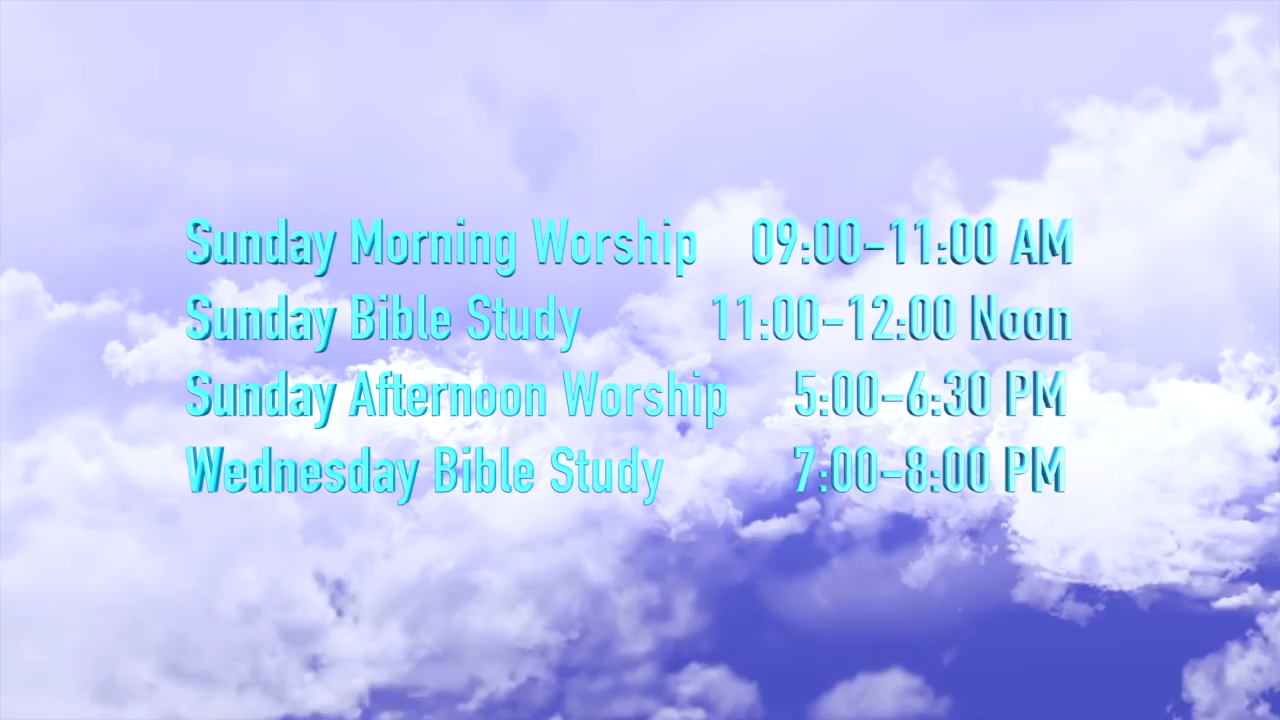 Sunday Morning Worship 09:00–11:00 AM
Sunday Bible Study 11:00–12:00 Noon
Sunday Afternoon Worship 5:00–6:30 PM
Wednesday Bible Study 7:00–8:00 PM